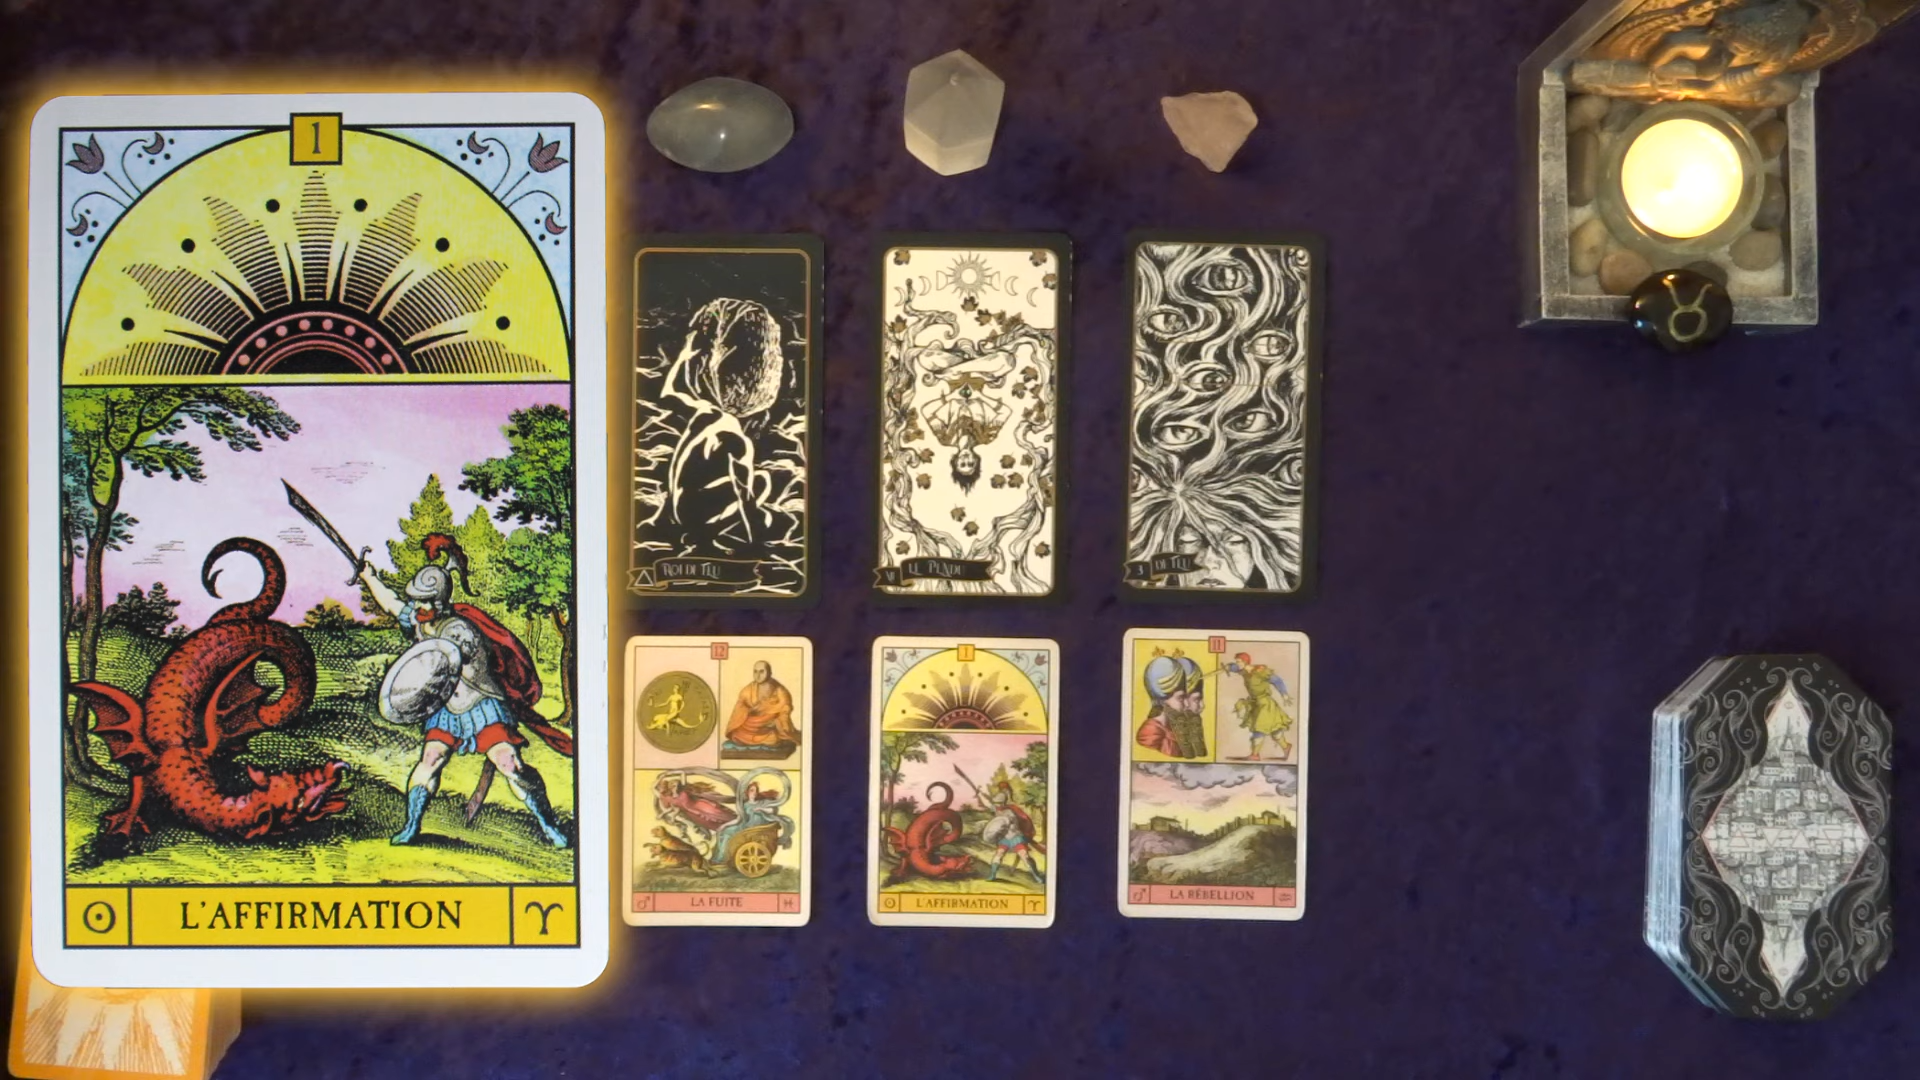 1
L'AFFIRMATION
ROI DE FEU
LE PENDU
3 DE FEU
12
LA FUITE
1
L'AFFIRMATION
11
LA RÉBELLION